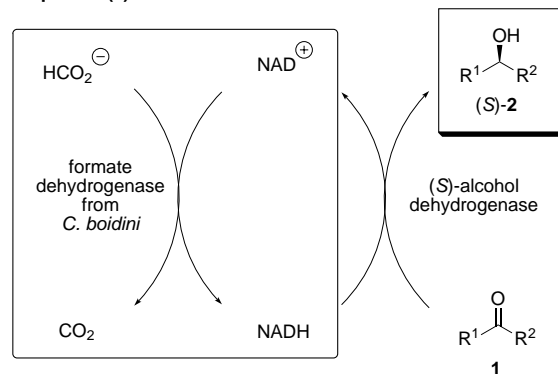 HCO2 ⊖
NAD ⊕
OH
R1 R2
(S)-2
formate
dehydrogenase
from
C. boidini
(S)-alcohol
dehydrogenase
CO2
NADH
O
R1 R2
1